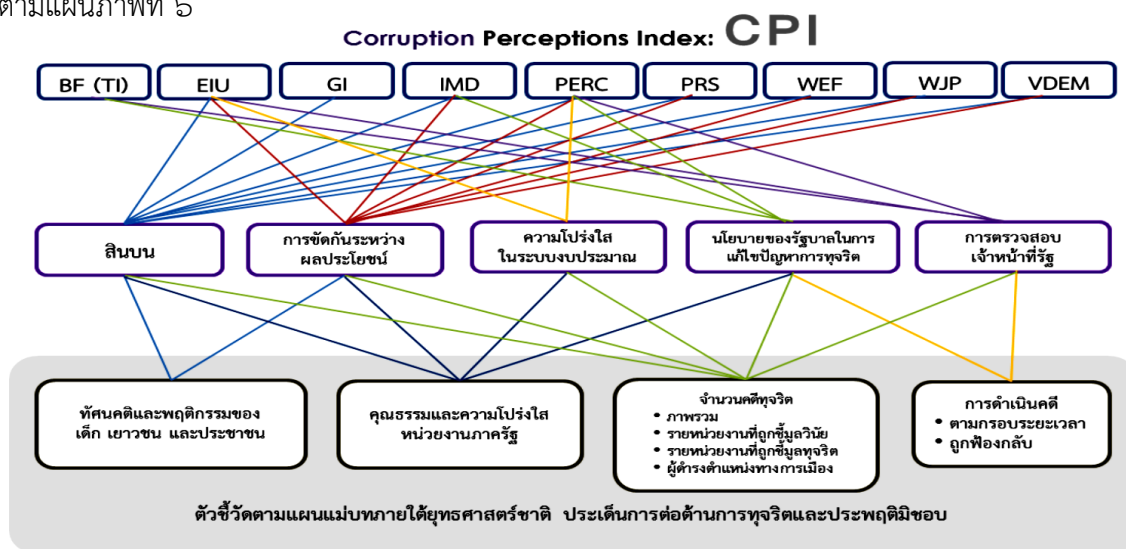 ตามแผนภาพที่ ๖
Corruption Perceptions Index: CPI
BF (TI) EIU GI IMD PERC PRS WEF WJP VDEM
สินบน
การขัดกันระหว่าง
ผลประโยชน์
ความโปร่งใส
ในระบบงบประมาณ
นโยบายของรัฐบาลในการ
แก้ไขปัญหาการทุจริต
การตรวจสอบ
เจ้าหน้าที่รัฐ
ทัศนคติและพฤติกรรมของ
เด็ก เยาวชน และประชาชน
คุณธรรมและความโปร่งใส
หน่วยงานภาครัฐ
จำนวนคดีทุจริต
• ภาพรวม
• รายหน่วยงานที่ถูกชี้มูลวินัย
• รายหน่วยงานที่ถูกชี้มูลทุจริต
• ผู้ดำรงตำแหน่งทางการเมือง
การดำเนินคดี
• ตามกรอบระยะเวลา
• ถูกฟ้องกลับ
ตัวชี้วัดตามแผนแม่บทภายใต้ยุทธศาสตร์ชาติ ประเด็นการต่อต้านการทุจริตและประพฤติมิชอบ